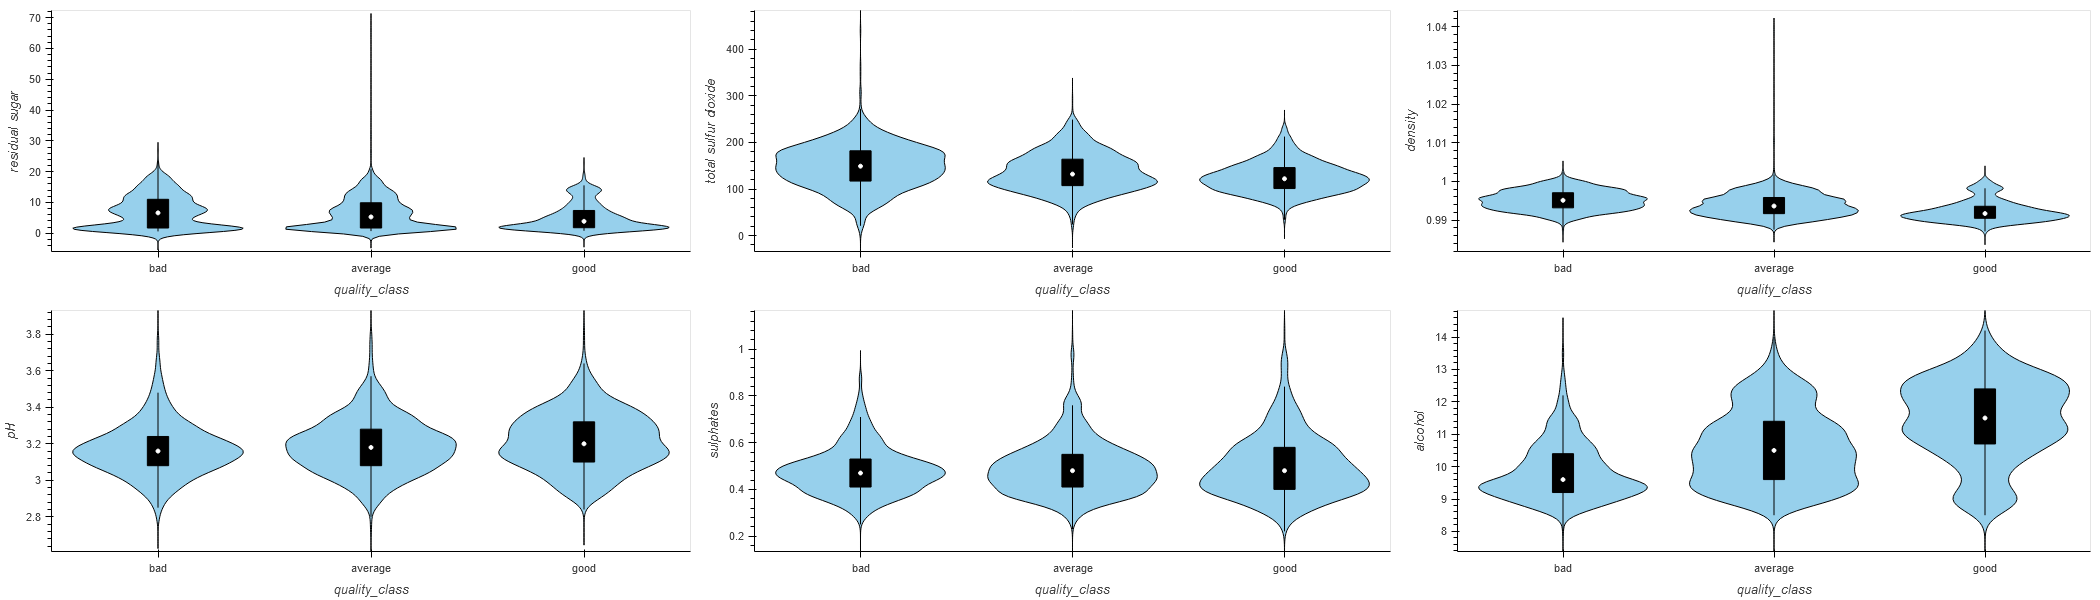 residual sugar
70
60
50
40
30
20
10
0
bad
average
good
quality_class
total sulfur dioxide
400
300
200
100
0
bad
average
good
quality_class
density
1.04
1.03
1.02
1.01
1
0.99
bad
average
good
quality_class
pH
3.8
3.6
3.4
3.2
3
2.8
bad
average
good
quality_class
sulphates
1
0.8
0.6
0.4
0.2
bad
average
good
quality_class
alcohol
14
13
12
11
10
9
8
bad
average
good
quality_class